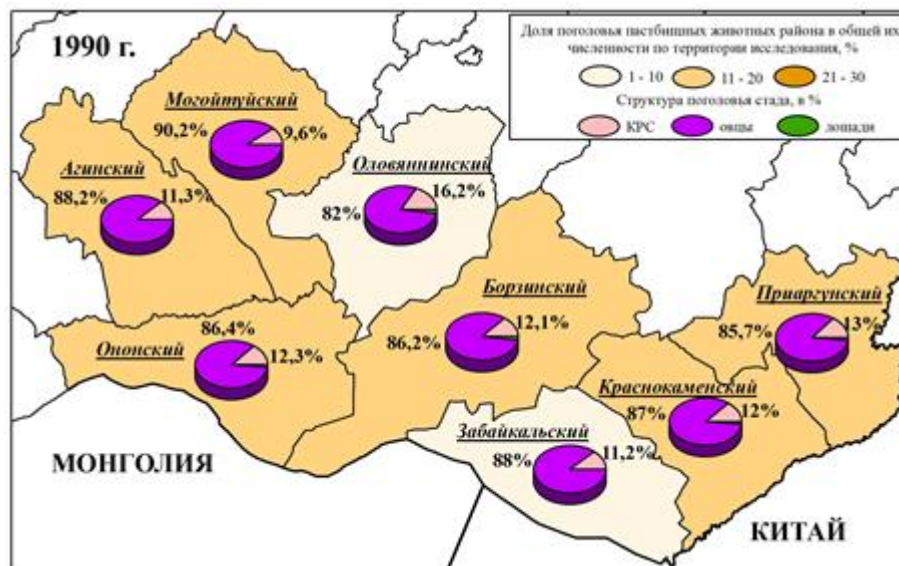 1990 г.
Доля поголовья пастбищных животных района в общей их
численности по территории исследования, %
1 - 10
11 - 20
21 - 30
Структура поголовья стада, в %
КРС
овцы
лошади
Могойтуйский
90,2%
9,6%
Агинский
88,2%
11,3%
Оловяннинский
82%
16,2%
Борзинский
86,2%
12,1%
Приаргунский
85,7%
13%
Ононский
86,4%
12,3%
Краснокаменский
87%
12%
Забайкальский
88%
11,2%
МОНГОЛИЯ
КИТАЙ